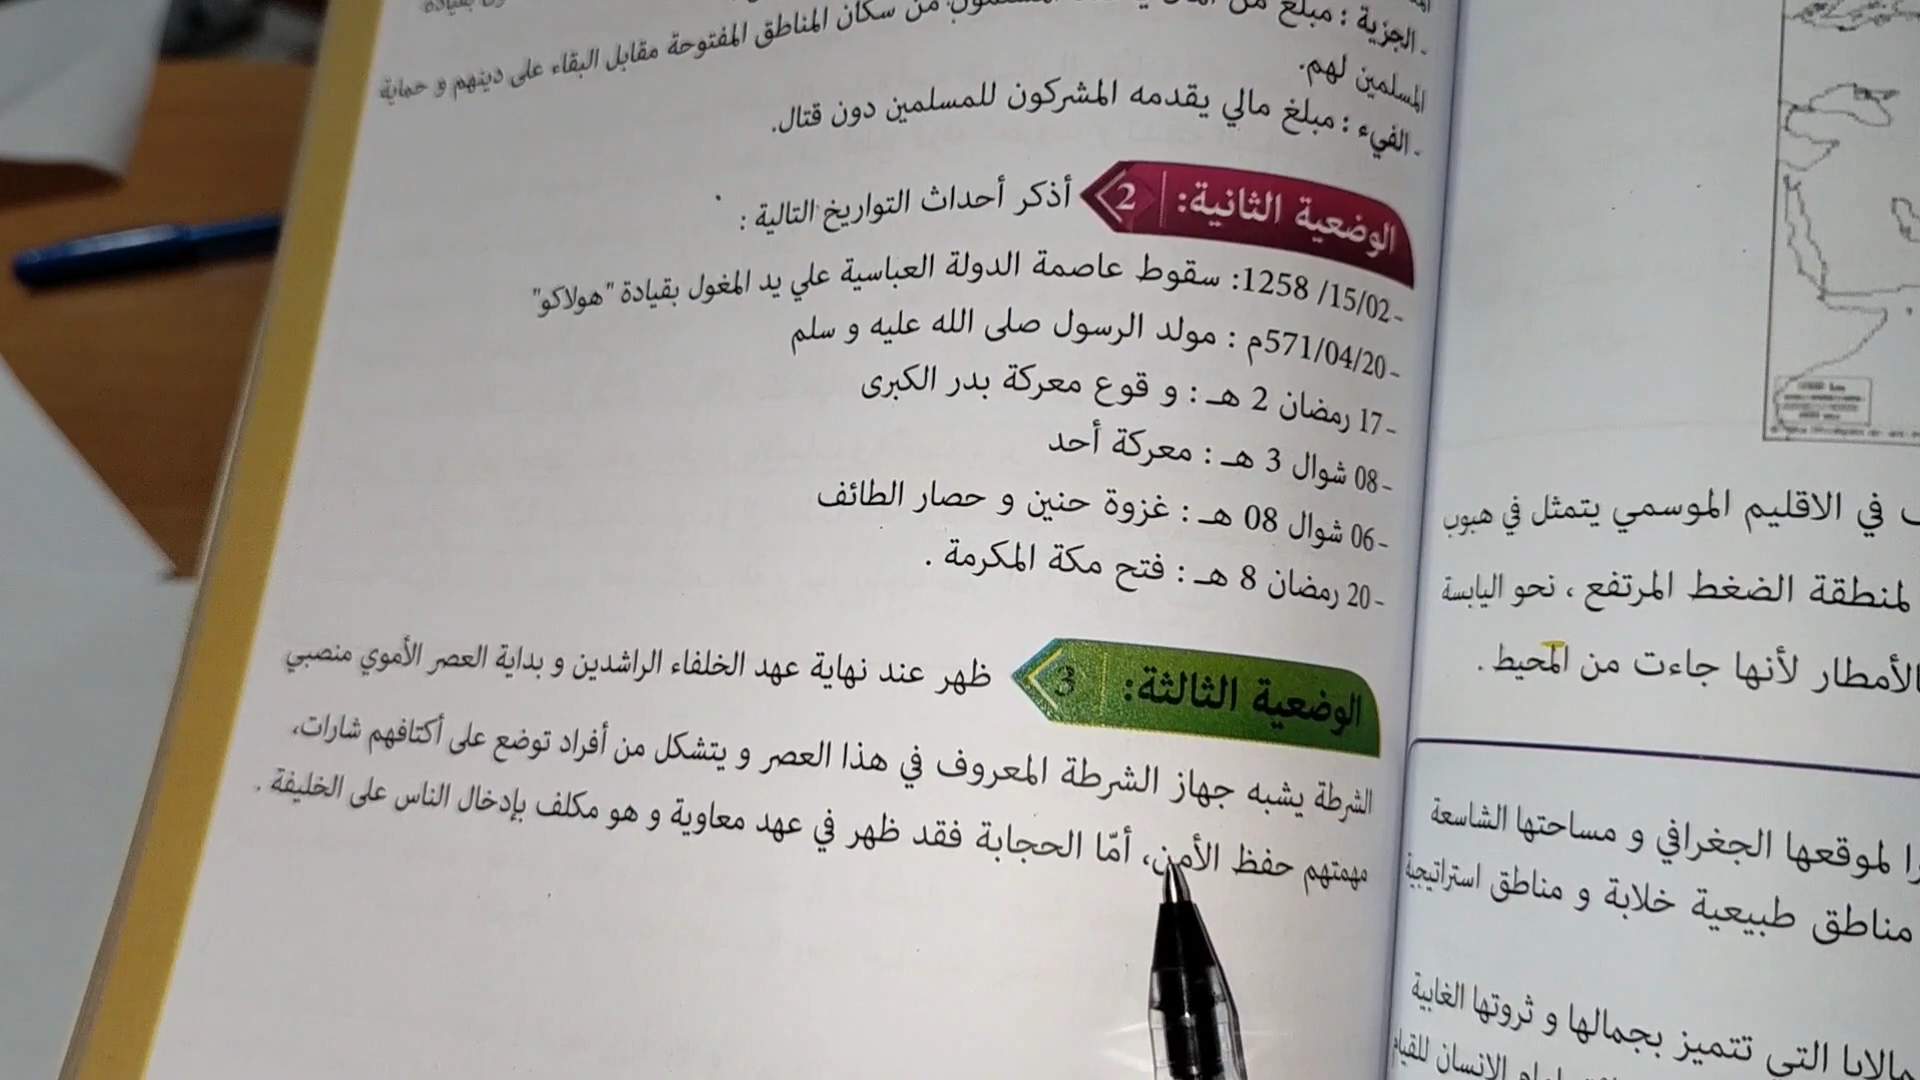 - الجزية : مبلغ من من سكان المناطق المفتوحة مقابل البقاء على دينهم و حماية
المسلمين لهم.
- الفيء : مبلغ مالي يقدمه المشركون للمسلمين دون قتال.
الوضعية الثانية: 2 أذكر أحداث التواريخ التالية :
- 15/02/ 1258: سقوط عاصمة الدولة العباسية علي يد المغول بقيادة "هولاكو"
- 571/04/20م : مولد الرسول صلى الله عليه و سلم
- 17 رمضان 2 هـ : و قوع معركة بدر الكبرى
- 08 شوال 3 هـ : معركة أحد
- 06 شوال 08 هـ : غزوة حنين و حصار الطائف
- 20 رمضان 8 هـ : فتح مكة المكرمة .
الوضعية الثالثة: 3 ظهر عند نهاية عهد الخلفاء الراشدين و بداية العصر الأموي منصبي
الشرطة يشبه جهاز الشرطة المعروف في هذا العصر و يتشكل من أفراد توضع على أكتافهم شارات،
مهمتهم حفظ الأمن، أمّا الحجابة فقد ظهر في عهد معاوية و هو مكلف بإدخال الناس على الخليفة .
في الاقليم الموسمي يتمثل في هبوب
لمنطقة الضغط المرتفع ، نحو اليابسة
الأمطار لأنها جاءت من المحيط .
لموقعها الجغرافي و مساحتها الشاسعة
مناطق طبيعية خلابة و مناطق استراتيجية
التي تتميز بجمالها و ثروتها الغابية
الانسان للقيام